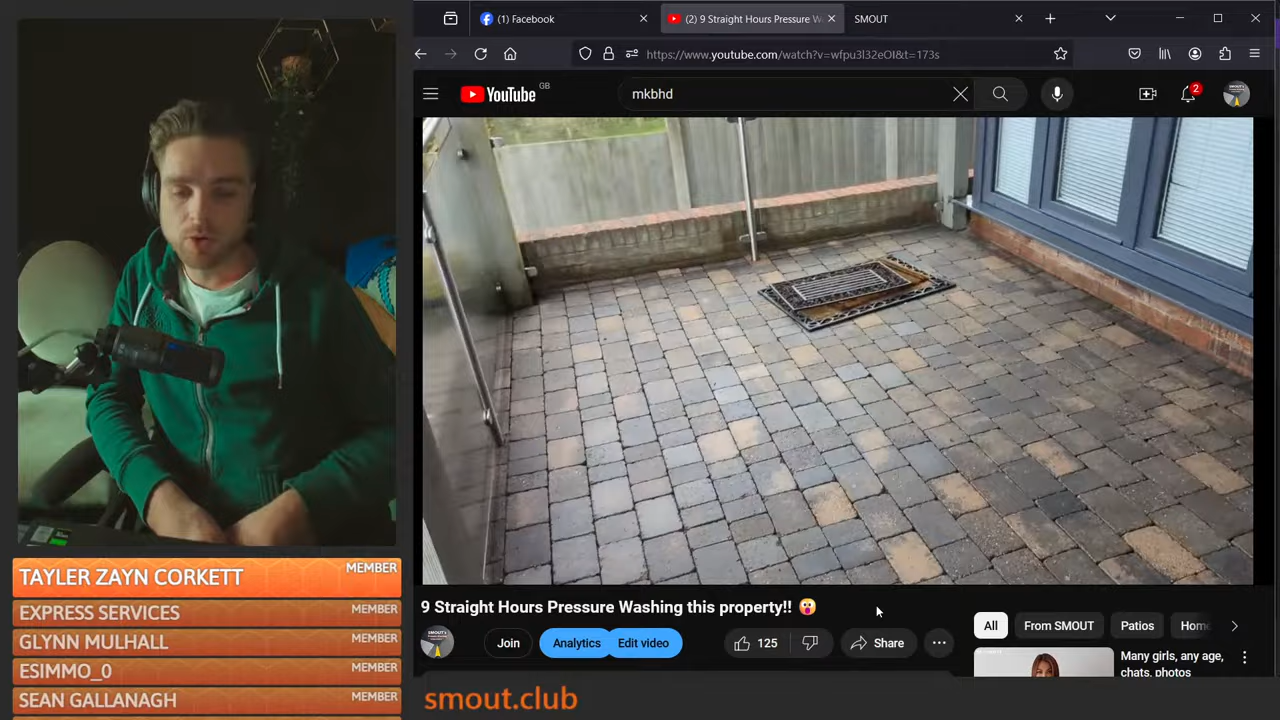 (1) Facebook
(2) 9 Straight Hours Pressure W
SMOUT
https://www.youtube.com/watch?v=wfpu3l32eOI&t=173s
YouTube GB
mkbhd
2
TAYLER ZAYN CORKETT MEMBER
EXPRESS SERVICES MEMBER
GLYNN MULHALL MEMBER
ESIMMO_0 MEMBER
SEAN GALLANAGH MEMBER
9 Straight Hours Pressure Washing this property!! 😲
Join
Analytics
Edit video
125
Share
All
From SMOUT
Patios
Home
Many girls, any age,
chats, photos
smout.club